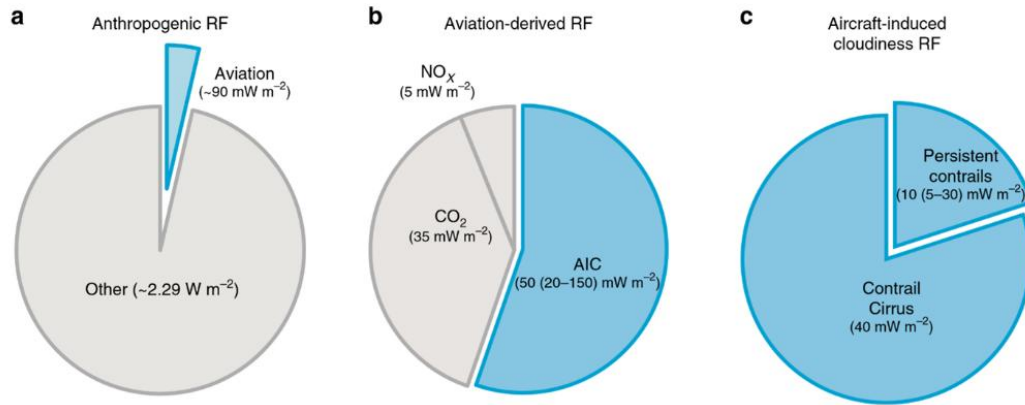 a
Anthropogenic RF
Aviation
(~90 mW m⁻²)
Other (~2.29 W m⁻²)
b
Aviation-derived RF
NOₓ
(5 mW m⁻²)
CO₂
(35 mW m⁻²)
AIC
(50 (20–150) mW m⁻²)
c
Aircraft-induced
cloudiness RF
Persistent
contrails
(10 (5–30) mW m⁻²)
Contrail
Cirrus
(40 mW m⁻²)